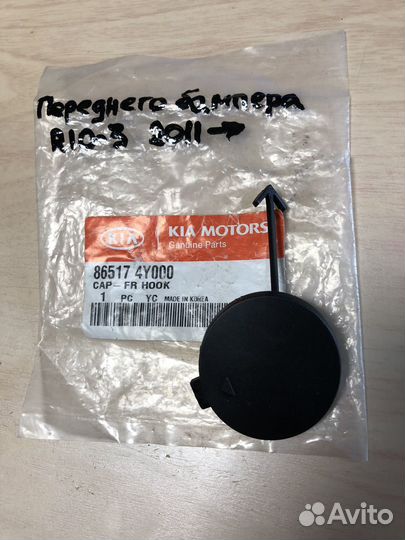 Переднего бампера
RIO-3 2011→
KIA
KIA MOTORS
Genuine Parts
86517 4Y000
CAP- FR HOOK
1 PC YC MADE IN KOREA
Avito